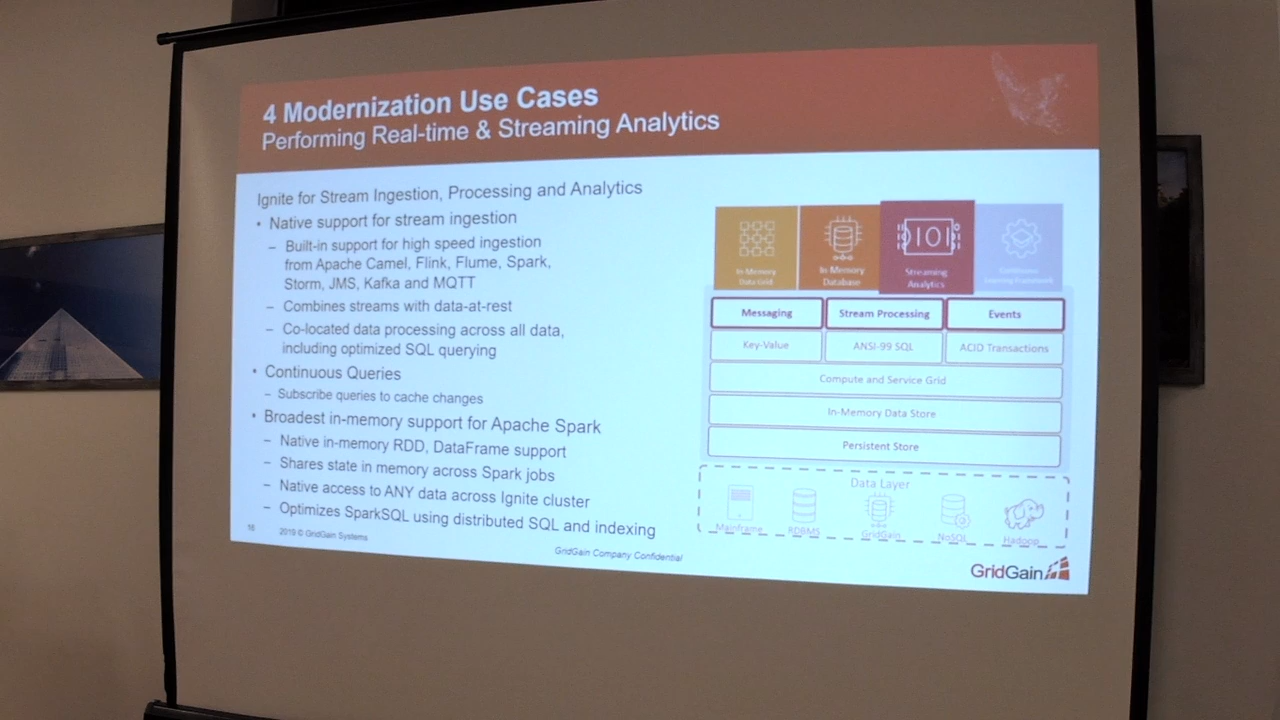 4 Modernization Use Cases
Performing Real-time & Streaming Analytics
Ignite for Stream Ingestion, Processing and Analytics
• Native support for stream ingestion
– Built-in support for high speed ingestion
from Apache Camel, Flink, Flume, Spark,
Storm, JMS, Kafka and MQTT
– Combines streams with data-at-rest
– Co-located data processing across all data,
including optimized SQL querying
• Continuous Queries
– Subscribe queries to cache changes
• Broadest in-memory support for Apache Spark
– Native in-memory RDD, DataFrame support
– Shares state in memory across Spark jobs
– Native access to ANY data across Ignite cluster
– Optimizes SparkSQL using distributed SQL and indexing
In-Memory
Data Grid
In-Memory
Database
Streaming
Analytics
Continuous
Learning Framework
Messaging
Stream Processing
Events
Key-Value
ANSI-99 SQL
ACID Transactions
Compute and Service Grid
In-Memory Data Store
Persistent Store
Data Layer
Mainframe
RDBMS
GridGain
NoSQL
Hadoop
2019 © GridGain Systems
GridGain Company Confidential
GridGain